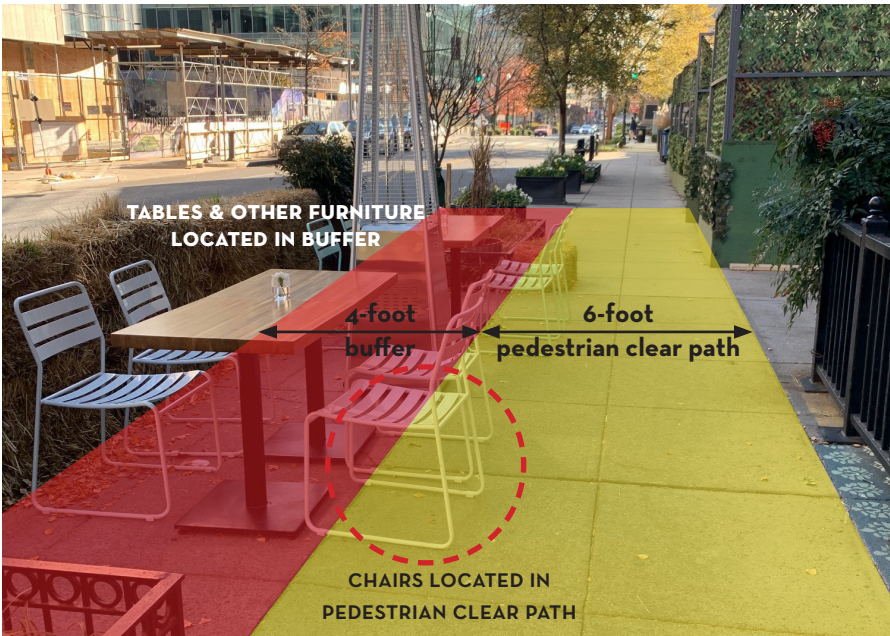 TABLES & OTHER FURNITURE
LOCATED IN BUFFER
4-foot
buffer
6-foot
pedestrian clear path
CHAIRS LOCATED IN
PEDESTRIAN CLEAR PATH